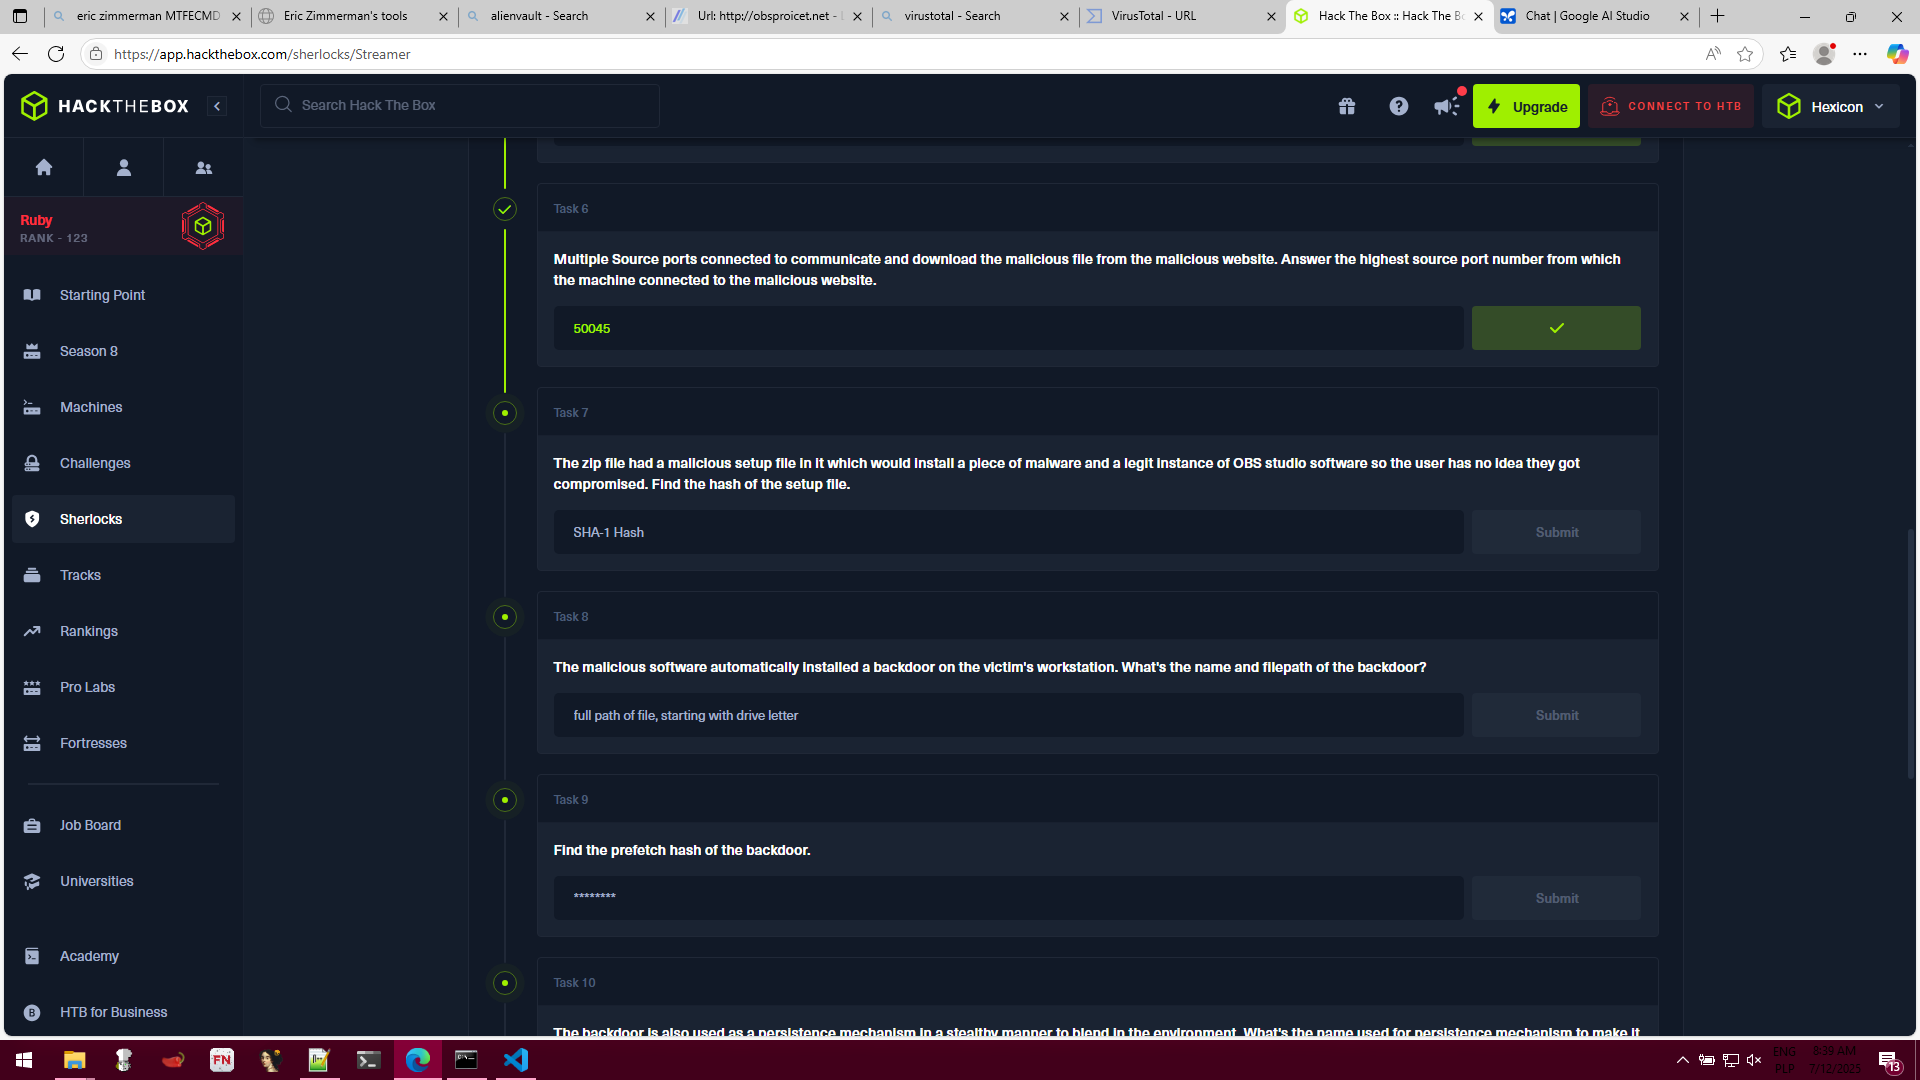 eric zimmerman MTFECMD
Eric Zimmerman's tools
alienvault - Search
Url: http://obsproicet.net -
virustotal - Search
VirusTotal - URL
Hack The Box :: Hack The Bo
Chat | Google AI Studio
https://app.hackthebox.com/sherlocks/Streamer
HACKTHEBOX
Search Hack The Box
Upgrade
CONNECT TO HTB
Hexicon
Ruby
RANK - 123
Starting Point
Season 8
Machines
Challenges
Sherlocks
Tracks
Rankings
Pro Labs
Fortresses
Job Board
Universities
Academy
HTB for Business
Task 6
Multiple Source ports connected to communicate and download the malicious file from the malicious website. Answer the highest source port number from which
the machine connected to the malicious website.
50045
Task 7
The zip file had a malicious setup file in it which would install a piece of malware and a legit instance of OBS studio software so the user has no idea they got
compromised. Find the hash of the setup file.
SHA-1 Hash
Submit
Task 8
The malicious software automatically installed a backdoor on the victim's workstation. What's the name and filepath of the backdoor?
full path of file, starting with drive letter
Submit
Task 9
Find the prefetch hash of the backdoor.
********
Submit
Task 10
The backdoor is also used as a persistence mechanism in a stealthy manner to blend in the environment. What's the name used for persistence mechanism to make it
FN
ENG
PLP
8:39 AM
7/12/2025
13